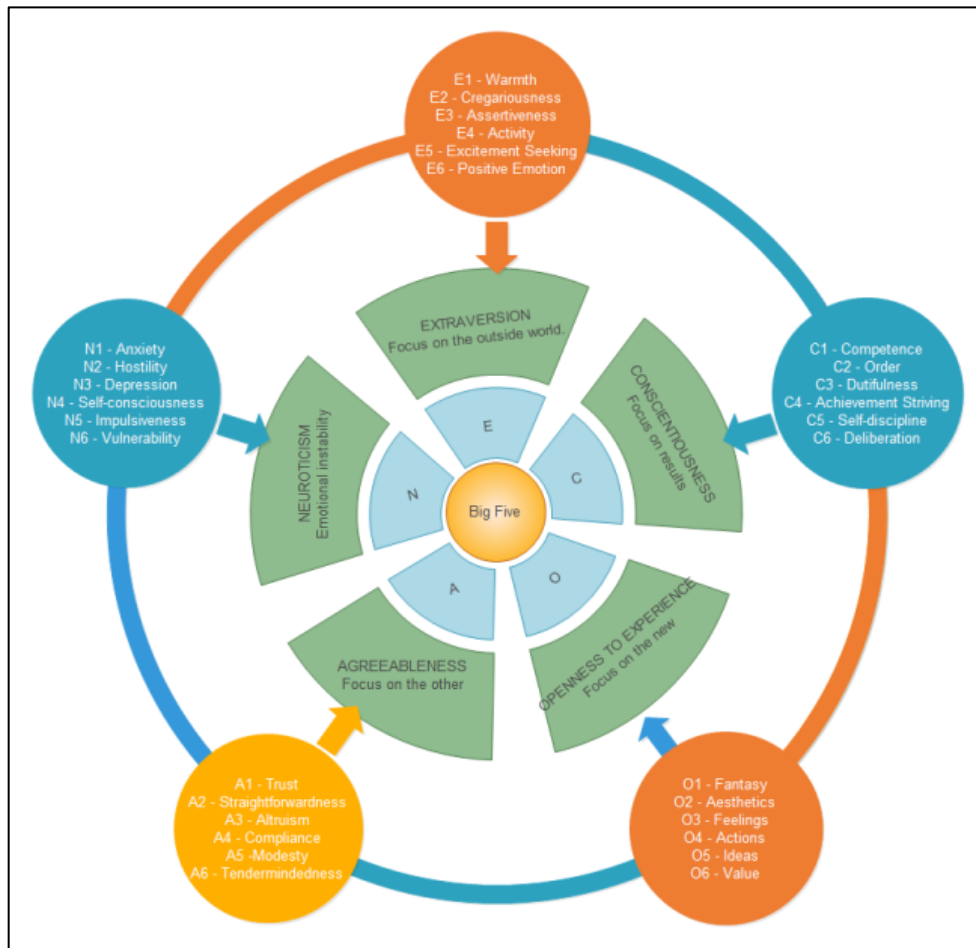 E1 - Warmth
E2 - Cregariousness
E3 - Assertiveness
E4 - Activity
E5 - Excitement Seeking
E6 - Positive Emotion
EXTRAVERSION
Focus on the outside world.
N1 - Anxiety
N2 - Hostility
N3 - Depression
N4 - Self-consciousness
N5 - Impulsiveness
N6 - Vulnerability
NEUROTICISM
Emotional instability
C1 - Competence
C2 - Order
C3 - Dutifulness
C4 - Achievement Striving
C5 - Self-discipline
C6 - Deliberation
CONSCIENTIOUSNESS
Focus on results
E
N
C
Big Five
A
O
AGREEABLENESS
Focus on the other
OPENNESS TO EXPERIENCE
Focus on the new
A1 - Trust
A2 - Straightforwardness
A3 - Altruism
A4 - Compliance
A5 -Modesty
A6 - Tendermindedness
O1 - Fantasy
O2 - Aesthetics
O3 - Feelings
O4 - Actions
O5 - Ideas
O6 - Value